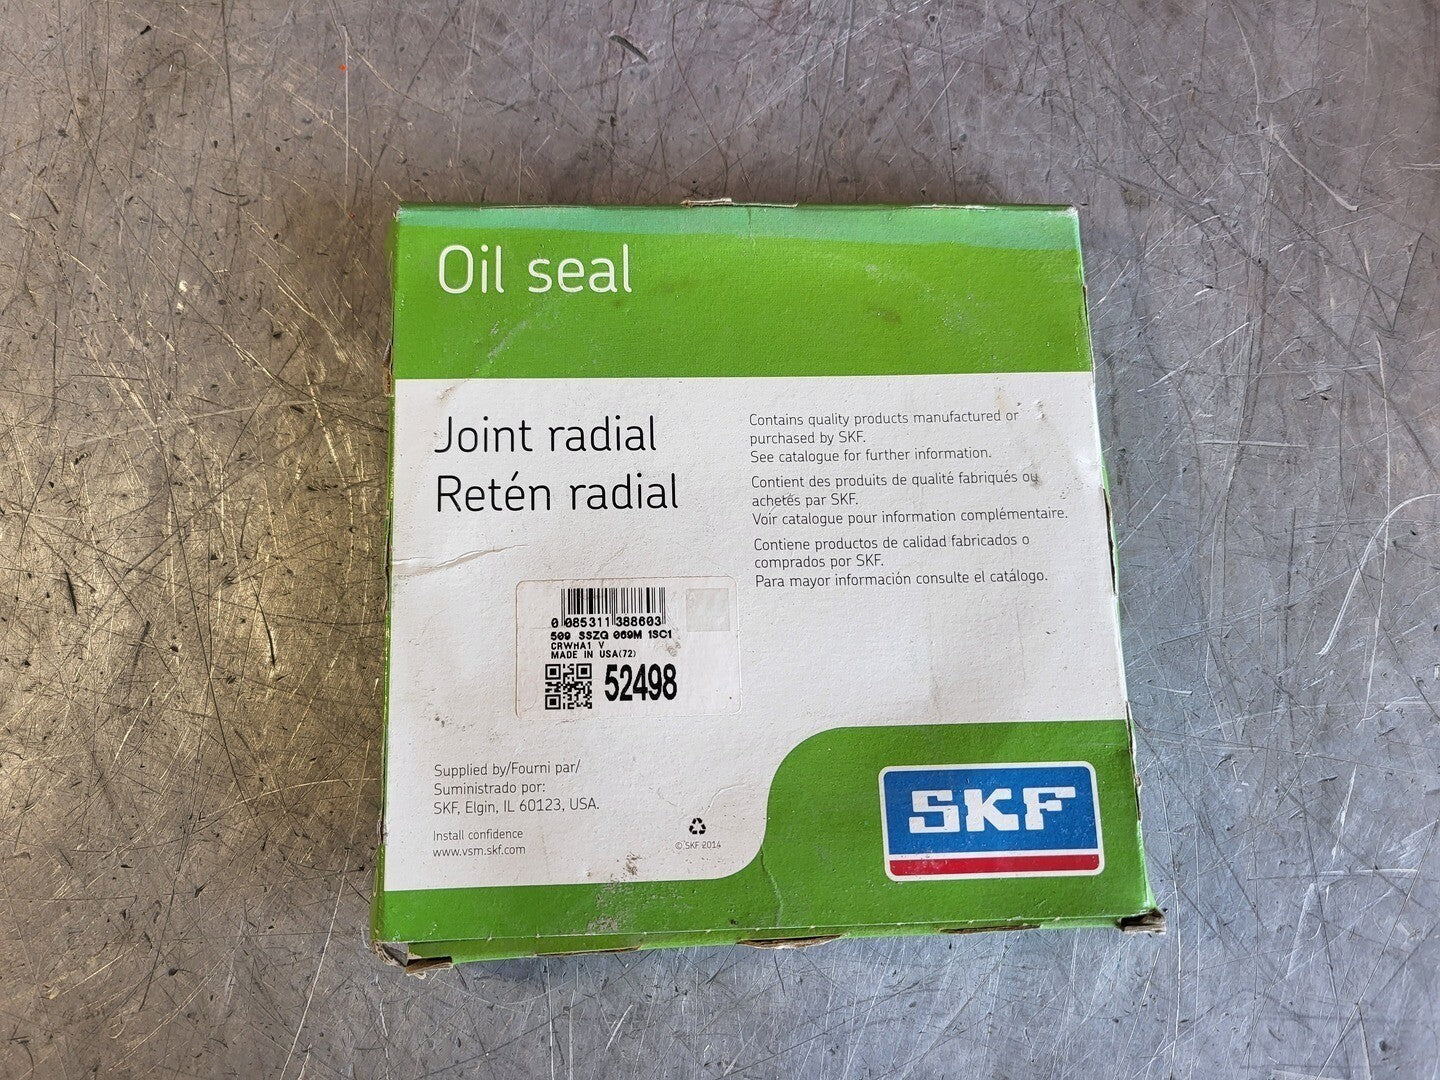 Oil seal
Joint radial
Retén radial
Contains quality products manufactured or
purchased by SKF.
See catalogue for further information.
Contient des produits de qualité fabriqués ou
achetés par SKF.
Voir catalogue pour information complémentaire.
Contiene productos de calidad fabricados o
comprados por SKF.
Para mayor información consulte el catálogo.
0 085311 388603
509 SSZG 069M 1SC1
CRWHA1 V
MADE IN USA(72)
52498
Supplied by/Fourni par/
Suministrado por:
SKF, Elgin, IL 60123, USA.
Install confidence
www.vsm.skf.com
© SKF 2014
SKF